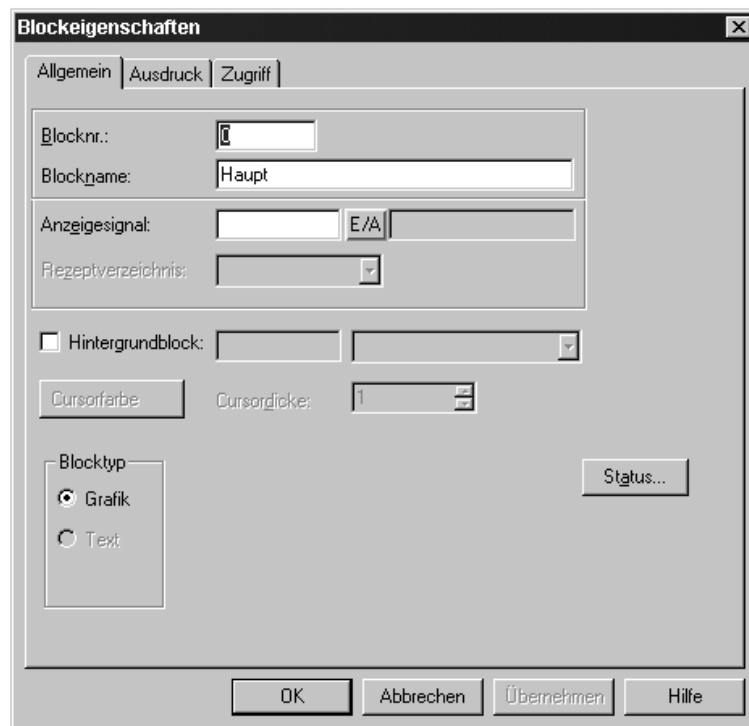 Blockeigenschaften
Allgemein Ausdruck Zugriff
Blocknr.: 0
Blockname: Haupt
Anzeigesignal: E/A
Rezeptverzeichnis:
Hintergrundblock:
Cursorfarbe Cursordicke: 1
Blocktyp
Status...
Grafik
Text
OK Abbrechen Übernehmen Hilfe